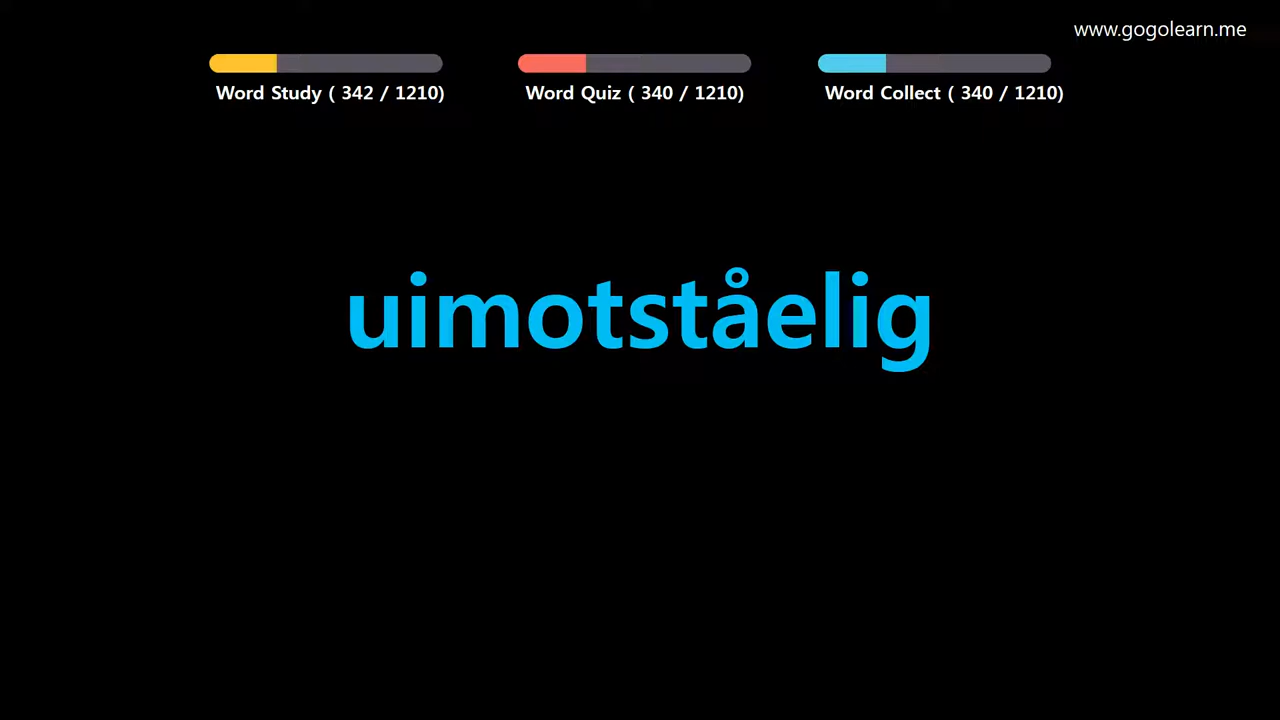 www.gogolearn.me
Word Study ( 342 / 1210)
Word Quiz ( 340 / 1210)
Word Collect ( 340 / 1210)
uimotståelig